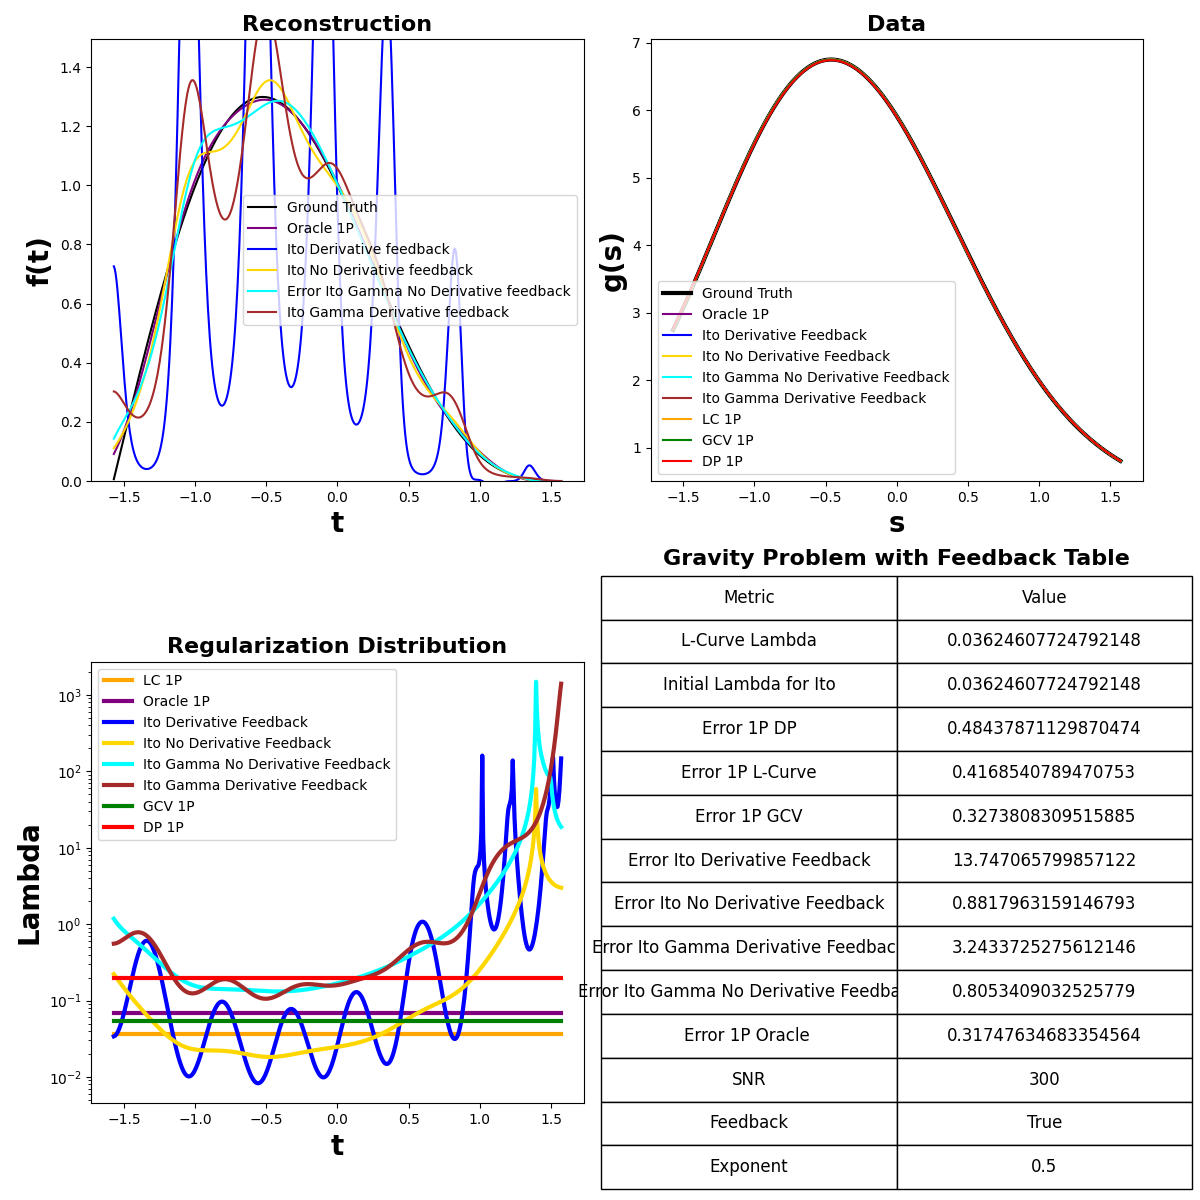 Reconstruction
f(t)
1.4
1.2
1.0
0.8
0.6
0.4
0.2
0.0
−1.5 −1.0 −0.5 0.0 0.5 1.0 1.5
t
Ground Truth
Oracle 1P
Ito Derivative feedback
Ito No Derivative feedback
Error Ito Gamma No Derivative feedback
Ito Gamma Derivative feedback
Data
g(s)
7
6
5
4
3
2
1
−1.5 −1.0 −0.5 0.0 0.5 1.0 1.5
s
Ground Truth
Oracle 1P
Ito Derivative Feedback
Ito No Derivative Feedback
Ito Gamma No Derivative Feedback
Ito Gamma Derivative Feedback
LC 1P
GCV 1P
DP 1P
Regularization Distribution
Lambda
10³
10²
10¹
10⁰
10⁻¹
10⁻²
−1.5 −1.0 −0.5 0.0 0.5 1.0 1.5
t
LC 1P
Oracle 1P
Ito Derivative Feedback
Ito No Derivative Feedback
Ito Gamma No Derivative Feedback
Ito Gamma Derivative Feedback
GCV 1P
DP 1P
Gravity Problem with Feedback Table
Metric Value
L-Curve Lambda 0.03624607724792148
Initial Lambda for Ito 0.03624607724792148
Error 1P DP 0.48437871129870474
Error 1P L-Curve 0.4168540789470753
Error 1P GCV 0.3273808309515885
Error Ito Derivative Feedback 13.747065799857122
Error Ito No Derivative Feedback 0.8817963159146793
Error Ito Gamma Derivative Feedbac 3.2433725275612146
Error Ito Gamma No Derivative Feedba 0.8053409032525779
Error 1P Oracle 0.31747634683354564
SNR 300
Feedback True
Exponent 0.5